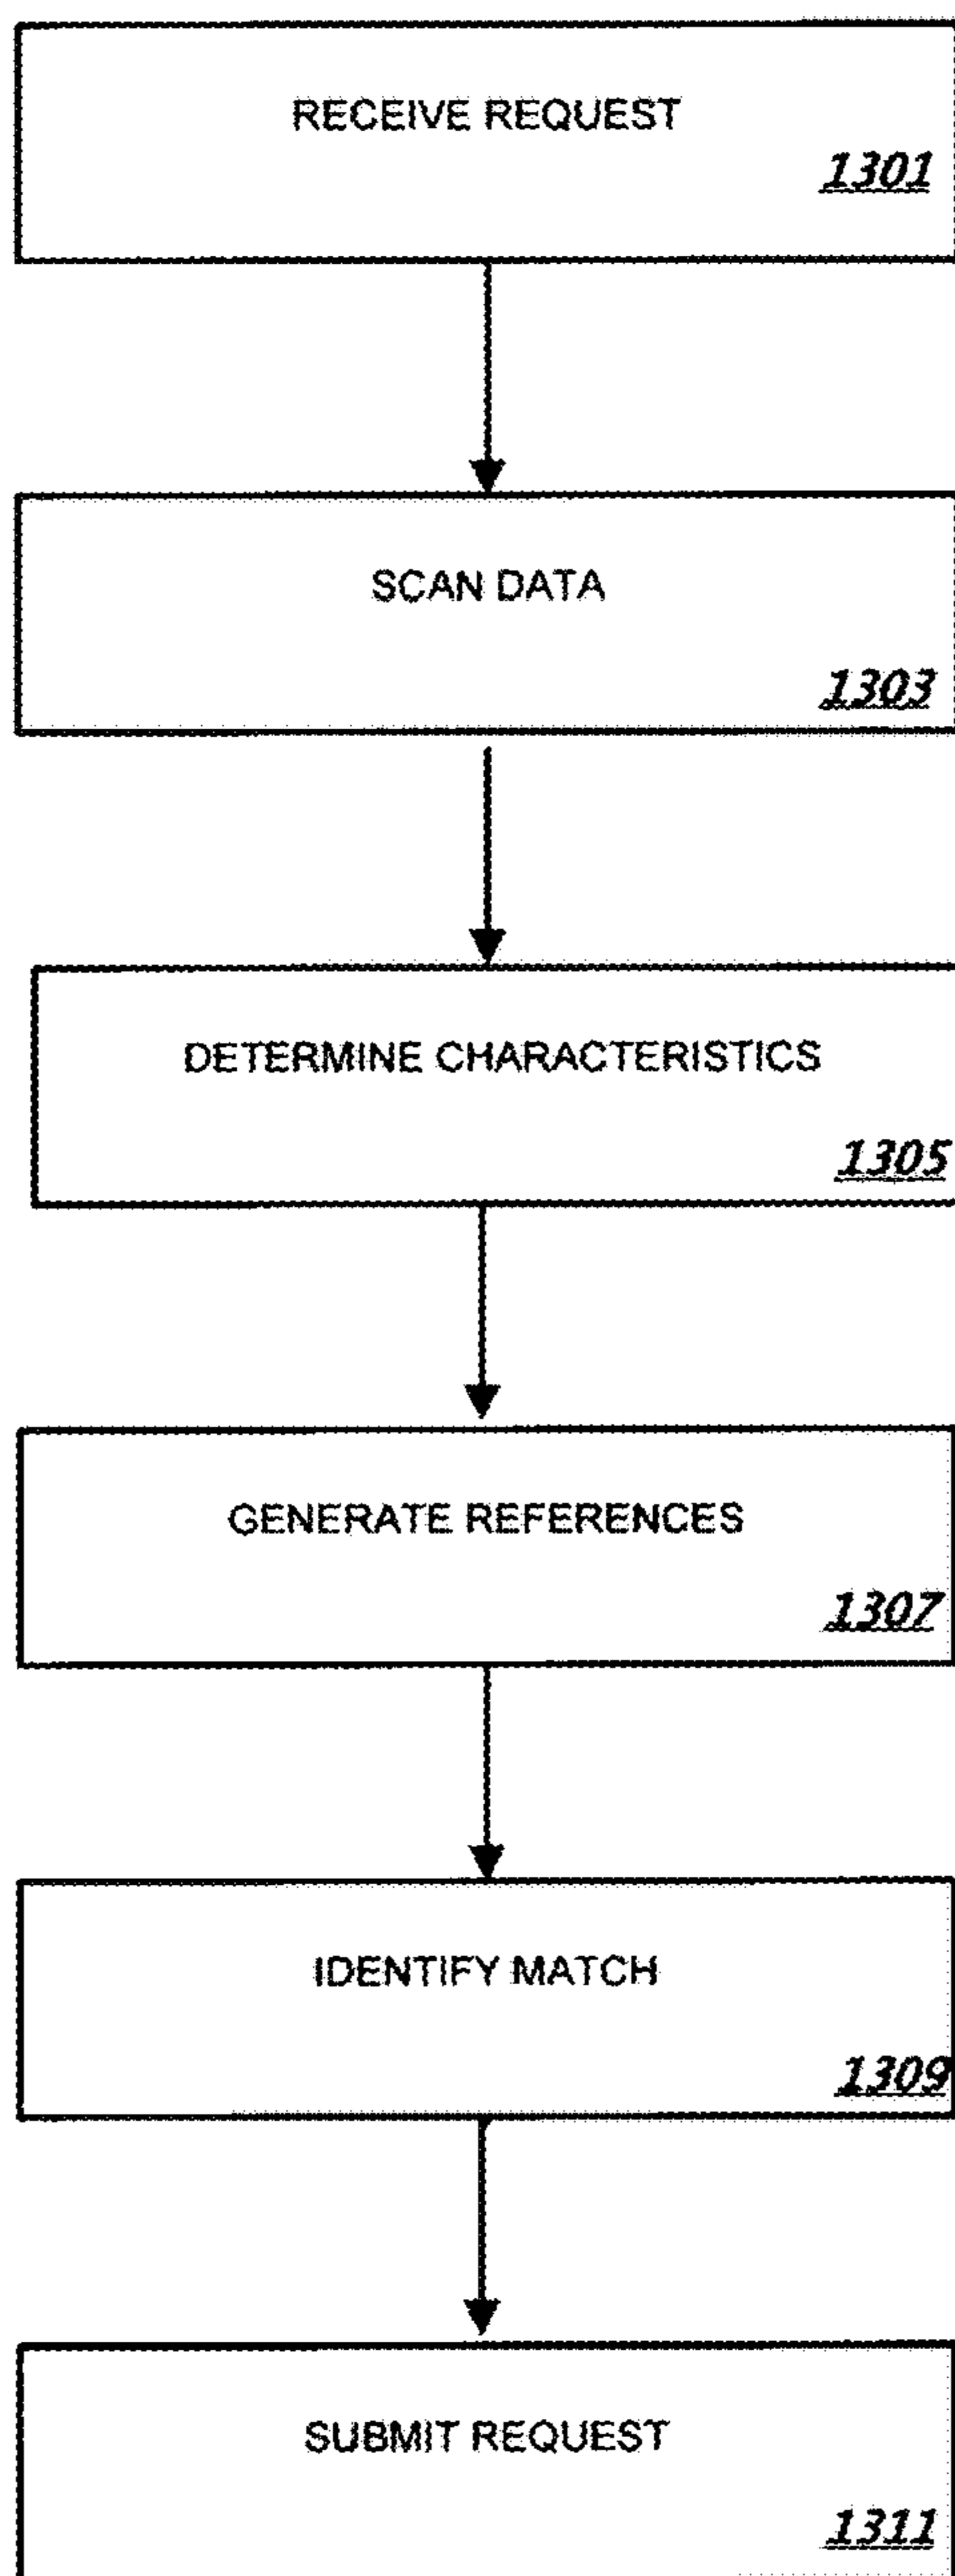 RECEIVE REQUEST
1301
SCAN DATA
1303
DETERMINE CHARACTERISTICS
1305
GENERATE REFERENCES
1307
IDENTIFY MATCH
1309
SUBMIT REQUEST
1311